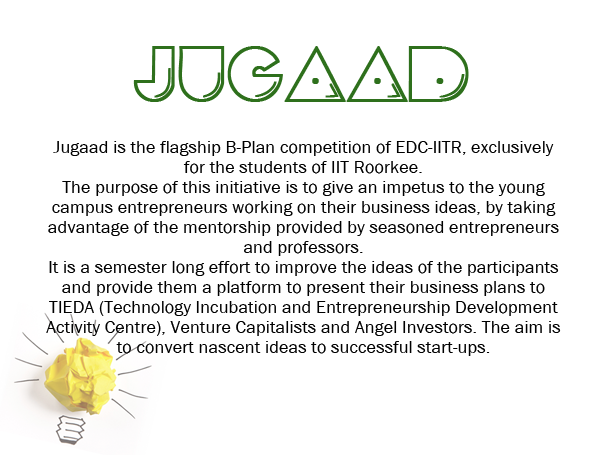 JUGAAD
Jugaad is the flagship B-Plan competition of EDC-IITR, exclusively
for the students of IIT Roorkee.
The purpose of this initiative is to give an impetus to the young
campus entrepreneurs working on their business ideas, by taking
advantage of the mentorship provided by seasoned entrepreneurs
and professors.
It is a semester long effort to improve the ideas of the participants
and provide them a platform to present their business plans to
TIEDA (Technology Incubation and Entrepreneurship Development
Activity Centre), Venture Capitalists and Angel Investors. The aim is
to convert nascent ideas to successful start-ups.